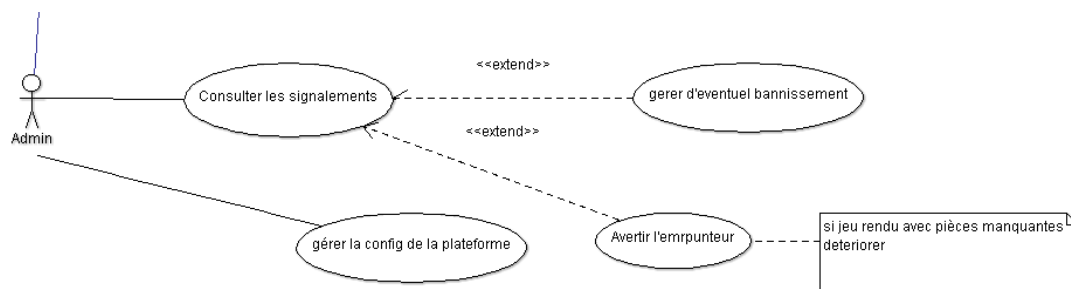 <<extend>>
Consulter les signalements
gerer d'eventuel bannissement
<<extend>>
Admin
gérer la config de la plateforme
Avertir l'emrpunteur
si jeu rendu avec pièces manquantes
deteriorer